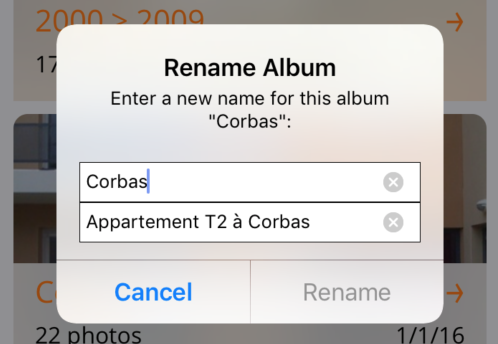 2000 > 2009 →
17
Rename Album
Enter a new name for this album
"Corbas":
Corbas
Appartement T2 à Corbas
Cancel
Rename
C →
22 photos
1/1/16